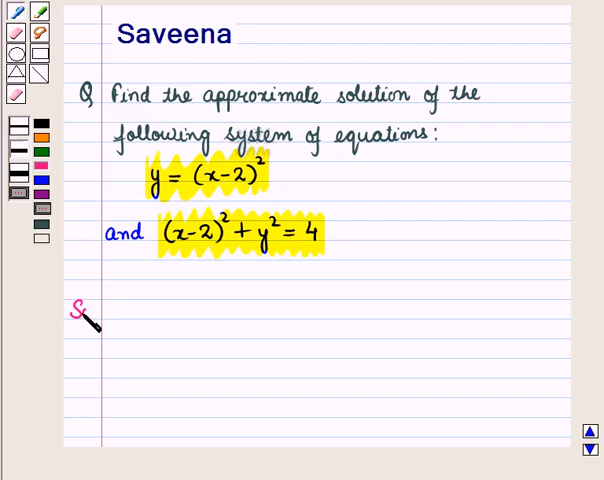 Saveena
Q Find the approximate solution of the
following system of equations:
y = (x-2)²
and (x-2)² + y² = 4
S